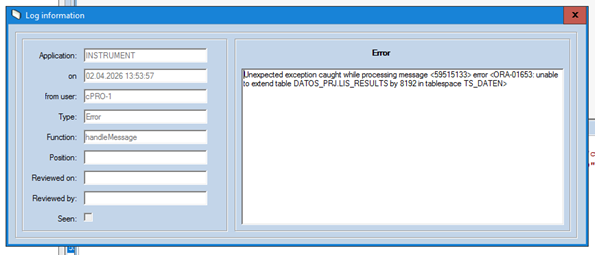 Log information
Application: INSTRUMENT
on 02.04.2026 13:53:57
from user: cPRO-1
Type: Error
Function: handleMessage
Position:
Reviewed on:
Reviewed by:
Seen:
Error
Unexpected exception caught while processing message <59515133> error <ORA-01653: unable
to extend table DATOS_PRJ.LIS_RESULTS by 8192 in tablespace TS_DATEN>